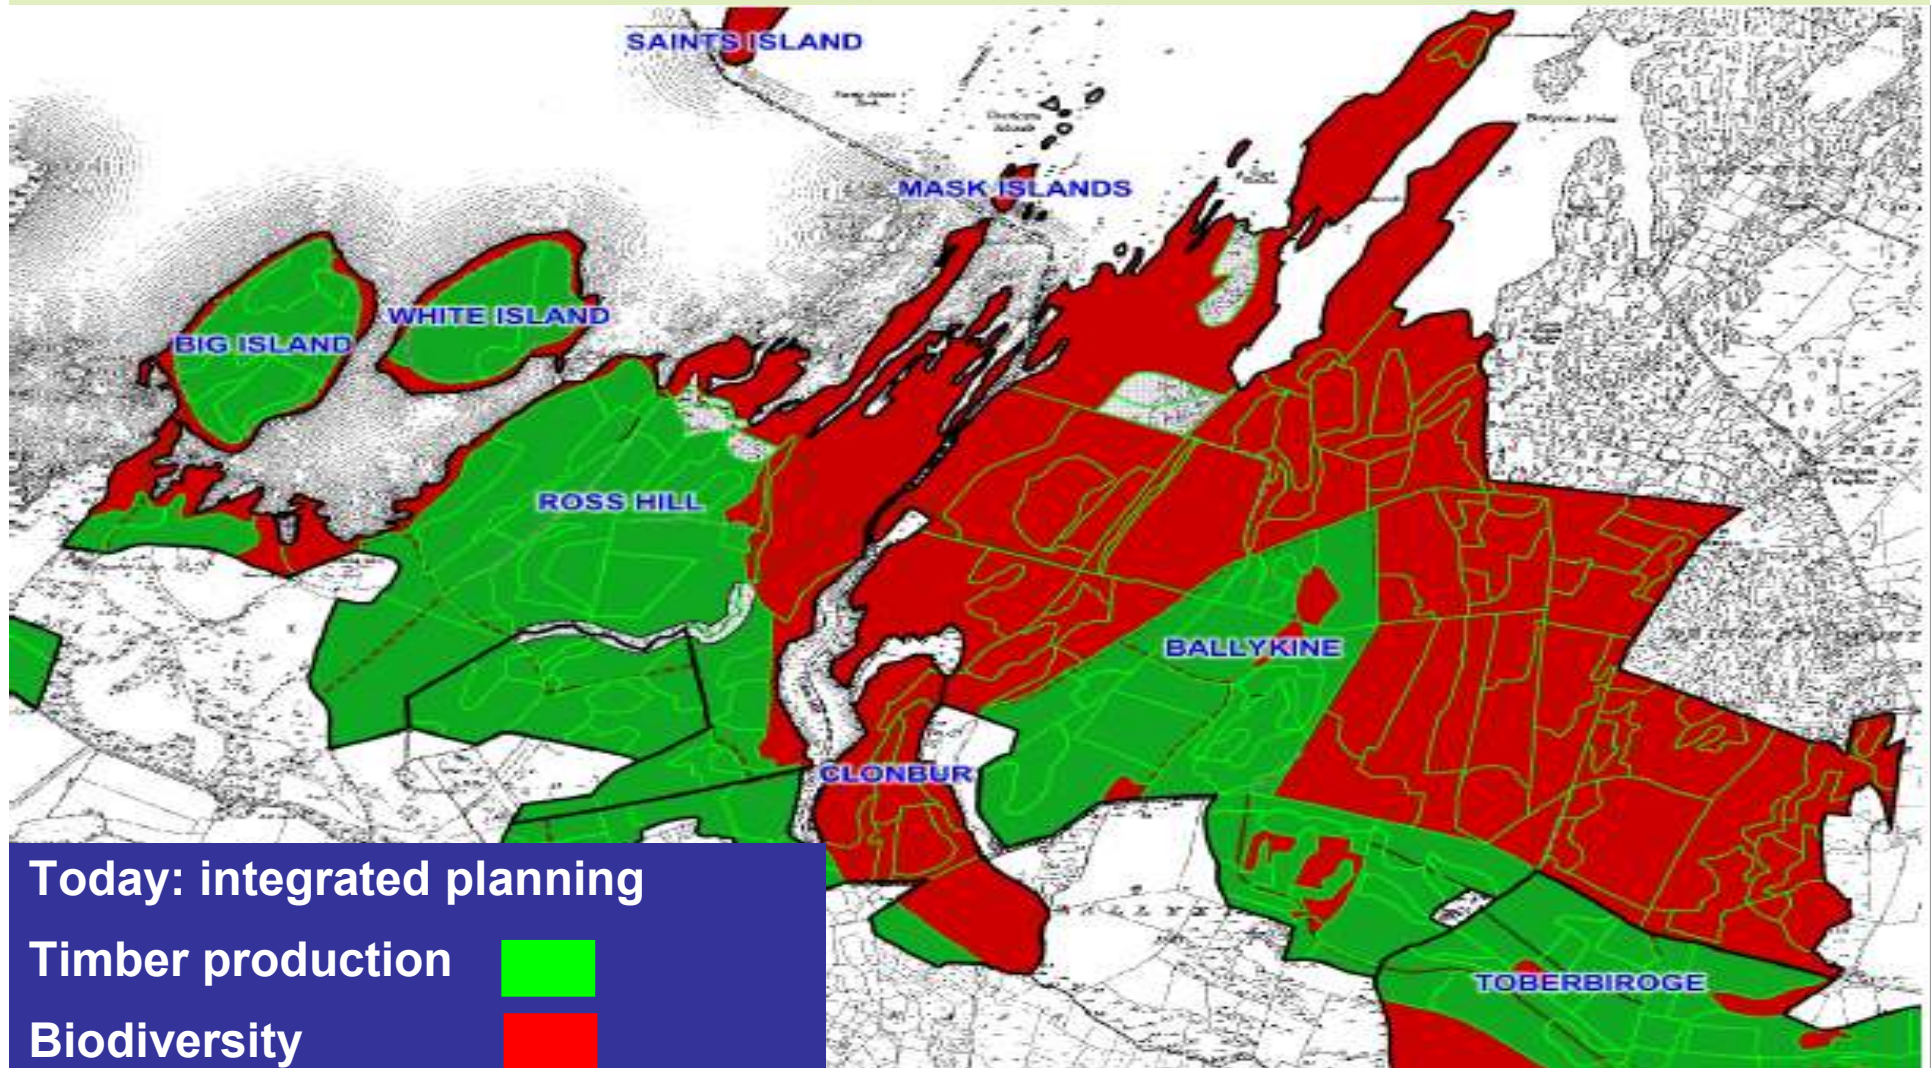 SAINTS ISLAND
MASK ISLANDS
WHITE ISLAND
BIG ISLAND
ROSS HILL
BALLYKINE
CLONBUR
TOBERBIROGE
Today: integrated planning
Timber production
Biodiversity